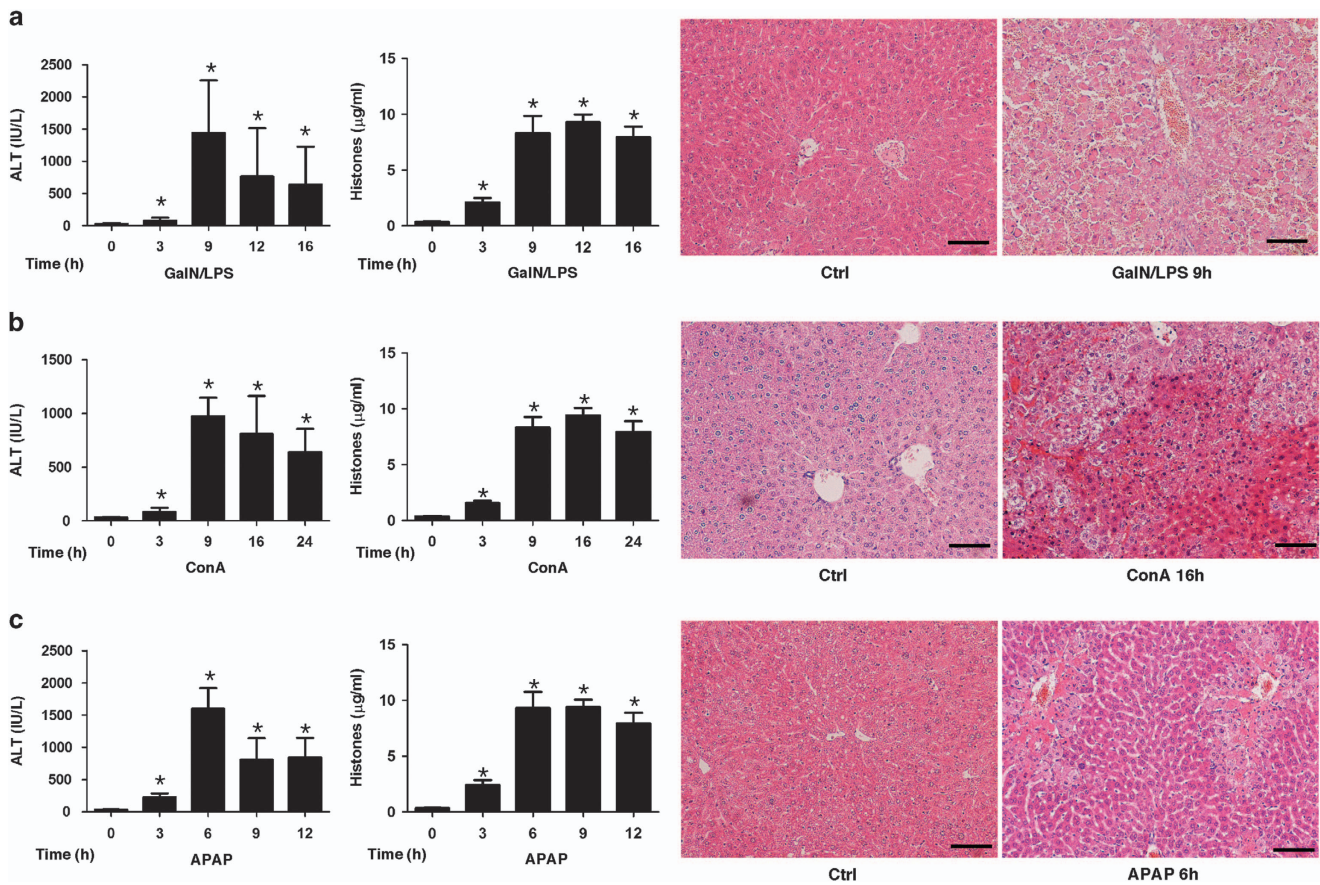 a
ALT (IU/L)
2500
2000
1500
1000
500
0
* * * *
0 3 9 12 16
Time (h)
GalN/LPS
Histones (μg/ml)
15
10
5
0
* * * *
0 3 9 12 16
Time (h)
GalN/LPS
Ctrl
GalN/LPS 9h
b
ALT (IU/L)
1500
1000
500
0
* * * *
0 3 9 16 24
Time (h)
ConA
Histones (μg/ml)
15
10
5
0
* * * *
0 3 9 16 24
Time (h)
ConA
Ctrl
ConA 16h
c
ALT (IU/L)
2500
2000
1500
1000
500
0
* * * *
0 3 6 9 12
Time (h)
APAP
Histones (μg/ml)
15
10
5
0
* * * *
0 3 6 9 12
Time (h)
APAP
Ctrl
APAP 6h